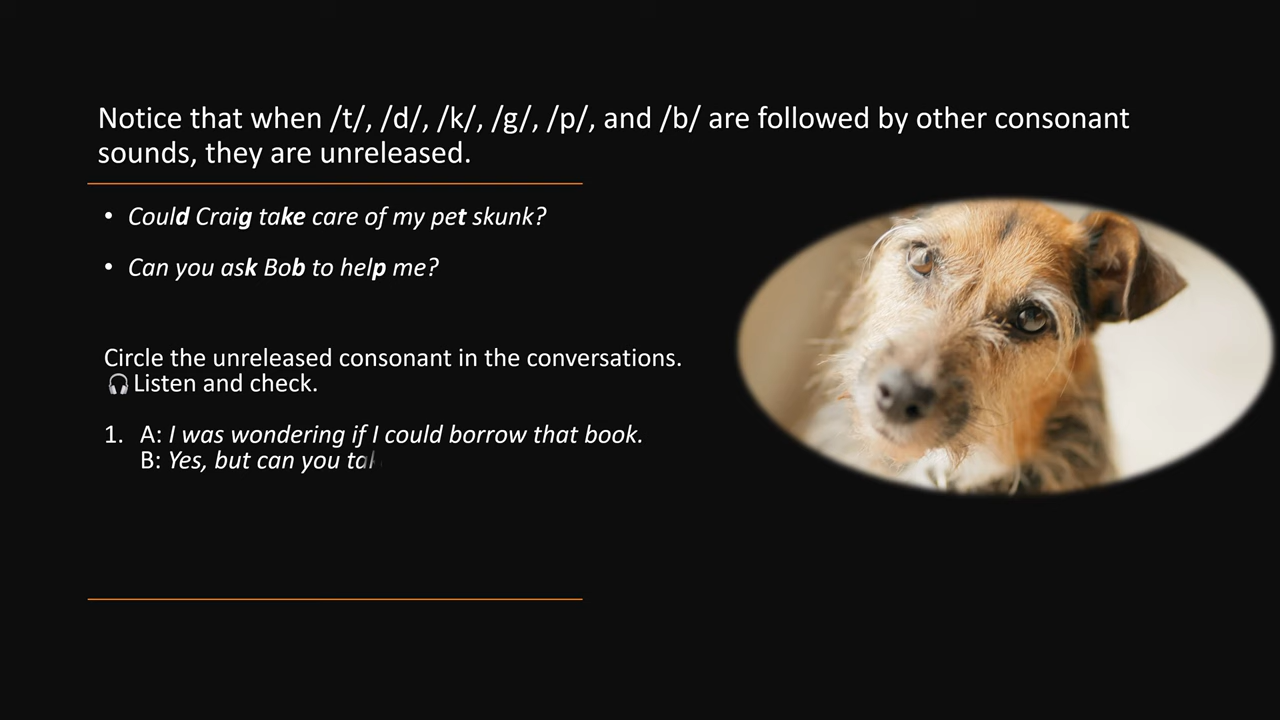 Notice that when /t/, /d/, /k/, /g/, /p/, and /b/ are followed by other consonant
sounds, they are unreleased.
• Could Craig take care of my pet skunk?
• Can you ask Bob to help me?
Circle the unreleased consonant in the conversations.
🎧Listen and check.
1. A: I was wondering if I could borrow that book.
B: Yes, but can you